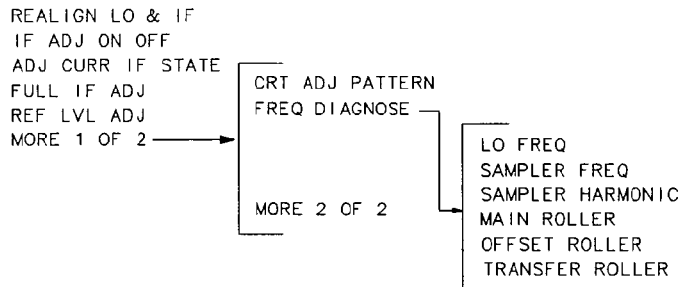 REALIGN LO & IF
IF ADJ ON OFF
ADJ CURR IF STATE
FULL IF ADJ
REF LVL ADJ
MORE 1 OF 2
CRT ADJ PATTERN
FREQ DIAGNOSE
MORE 2 OF 2
LO FREQ
SAMPLER FREQ
SAMPLER HARMONIC
MAIN ROLLER
OFFSET ROLLER
TRANSFER ROLLER